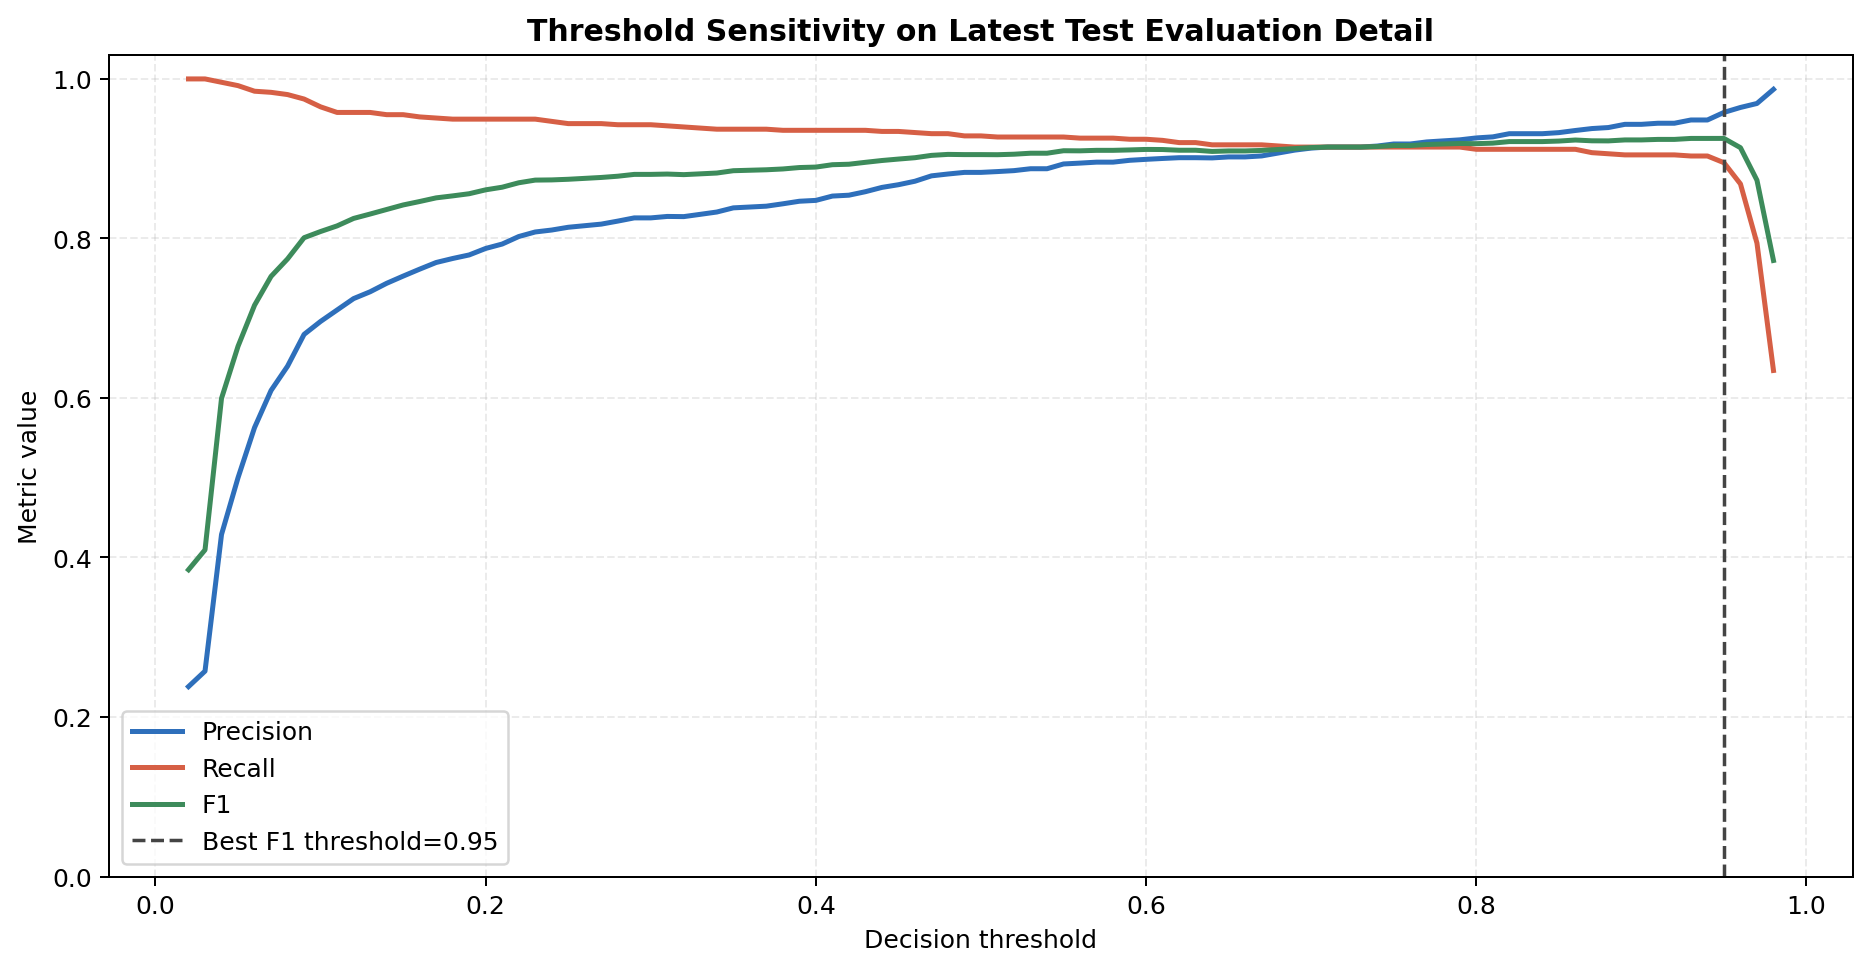 Threshold Sensitivity on Latest Test Evaluation Detail
Metric value
1.0
0.8
0.6
0.4
0.2
0.0
Precision
Recall
F1
Best F1 threshold=0.95
0.0 0.2 0.4 0.6 0.8 1.0
Decision threshold